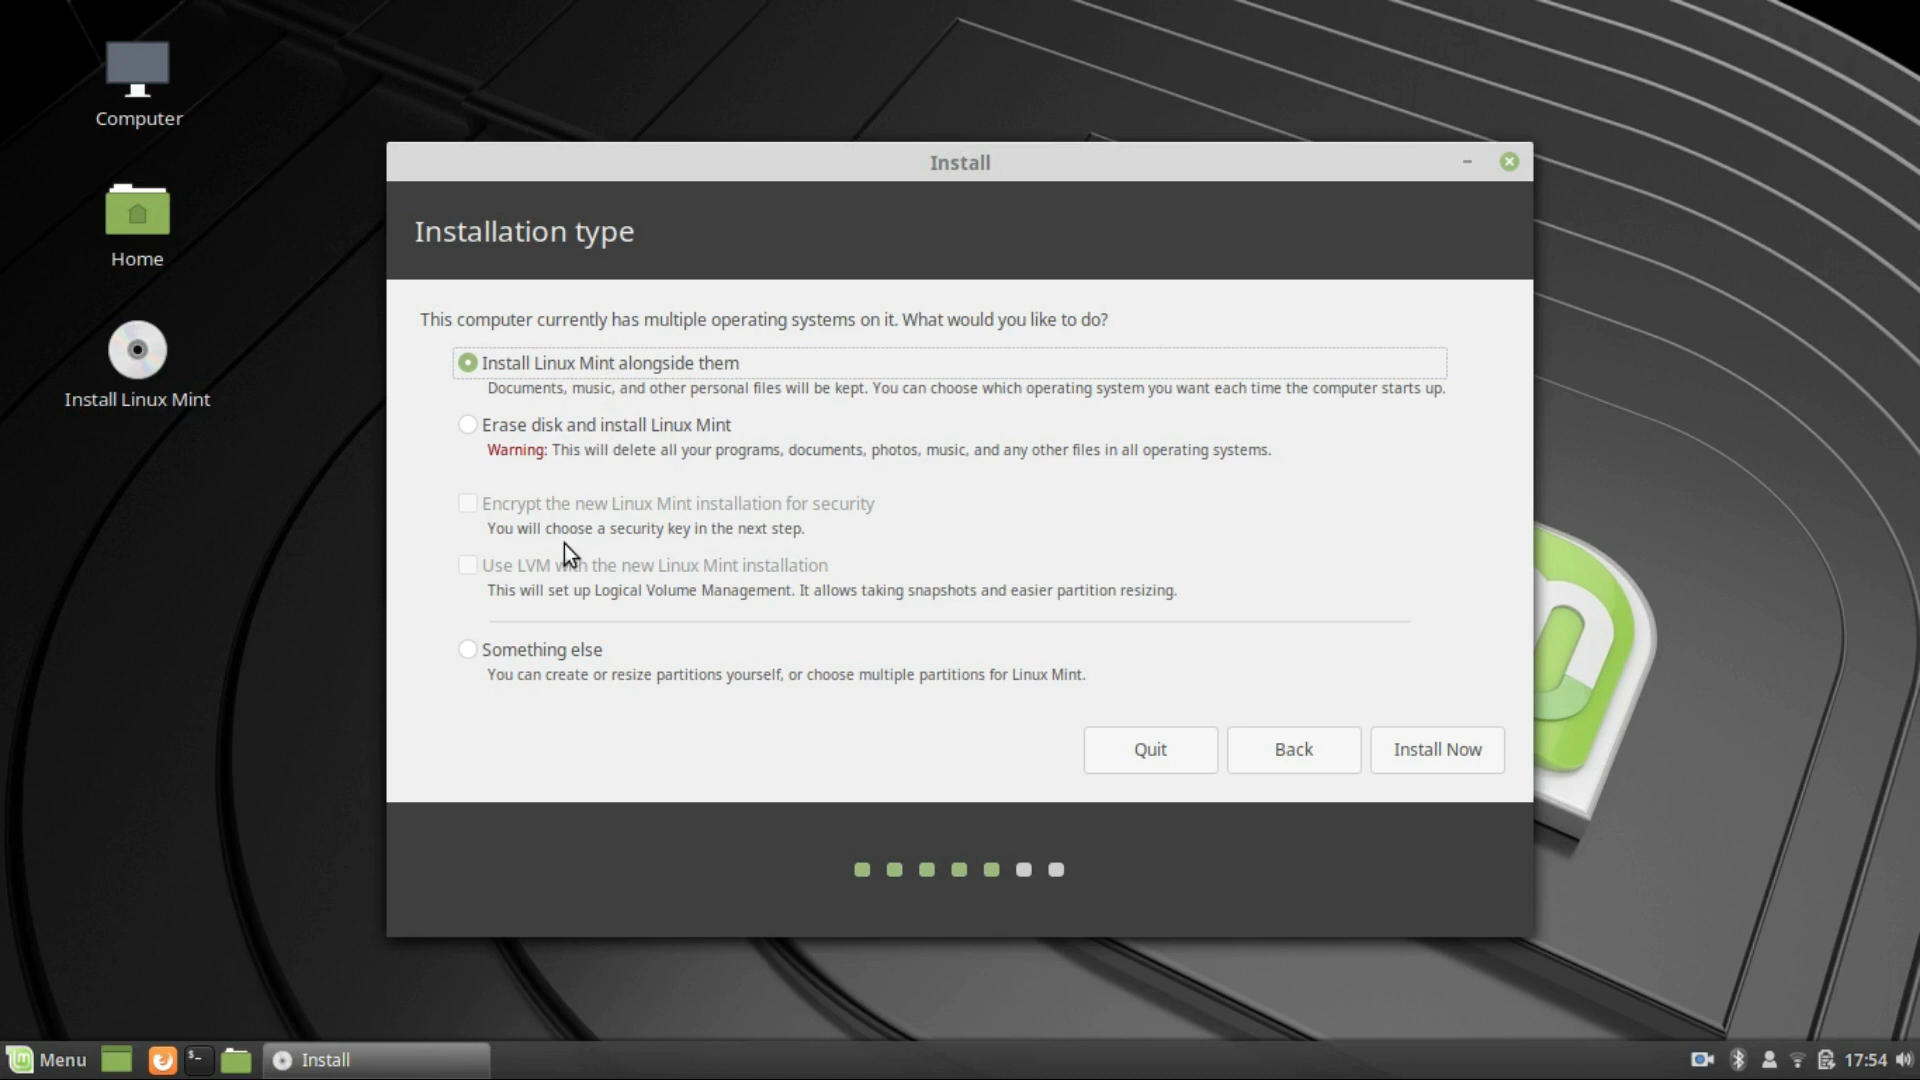 Computer
Home
Install Linux Mint
Install
Installation type
This computer currently has multiple operating systems on it. What would you like to do?
Install Linux Mint alongside them
Documents, music, and other personal files will be kept. You can choose which operating system you want each time the computer starts up.
Erase disk and install Linux Mint
Warning: This will delete all your programs, documents, photos, music, and any other files in all operating systems.
Encrypt the new Linux Mint installation for security
You will choose a security key in the next step.
Use LVM with the new Linux Mint installation
This will set up Logical Volume Management. It allows taking snapshots and easier partition resizing.
Something else
You can create or resize partitions yourself, or choose multiple partitions for Linux Mint.
Quit Back Install Now
Menu $- Install 17:54